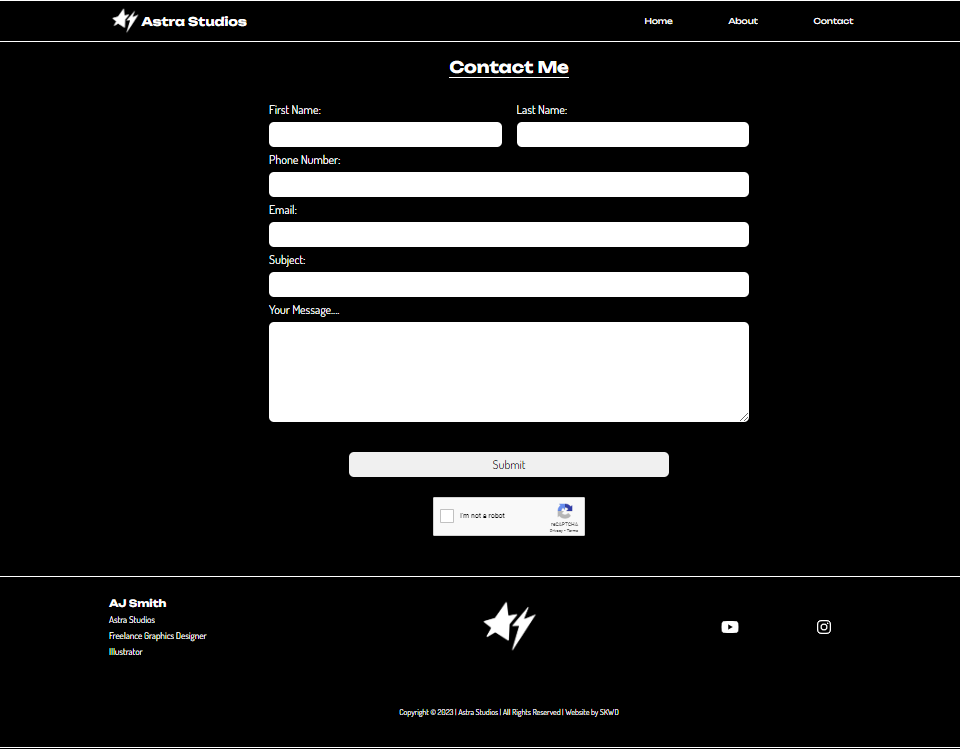 Astra Studios
Home About Contact
Contact Me
First Name: Last Name:
Phone Number:
Email:
Subject:
Your Message....
Submit
I'm not a robot
reCAPTCHA
Privacy - Terms
AJ Smith
Astra Studios
Freelance Graphics Designer
Illustrator
Copyright © 2023 | Astra Studios | All Rights Reserved | Website by SKWD